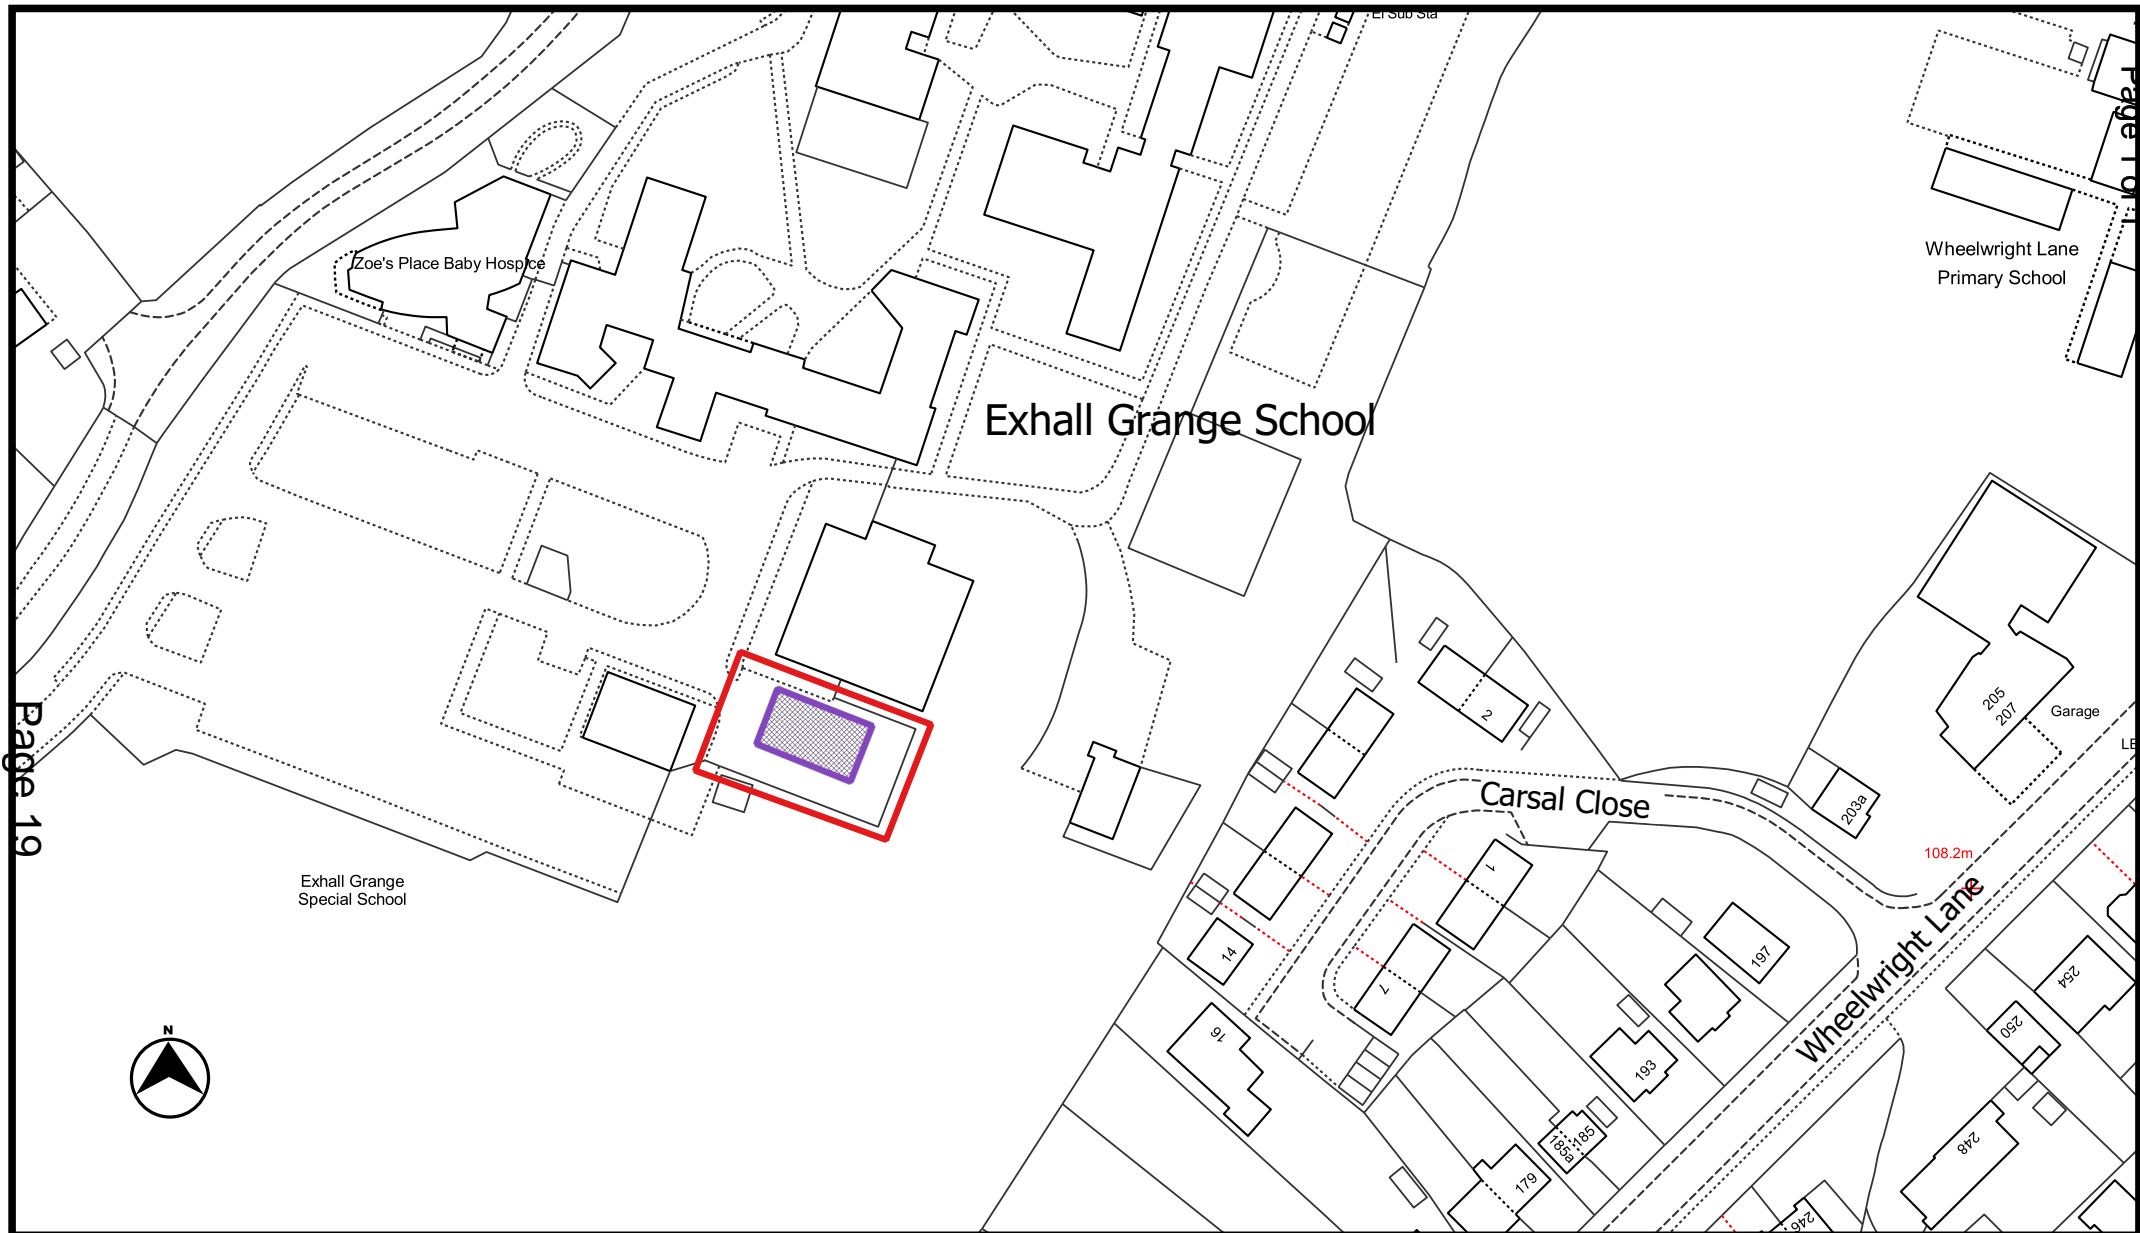 El Sub Sta
Page 1 of 1
Wheelwright Lane
Primary School
Zoe's Place Baby Hospice
Exhall Grange School
205
207
Garage
2
Page 19
Carsal Close
203a
108.2m
1
Exhall Grange
Special School
Wheelwright Lane
14
197
7
254
250
16
N
193
185
185a
248
179
246